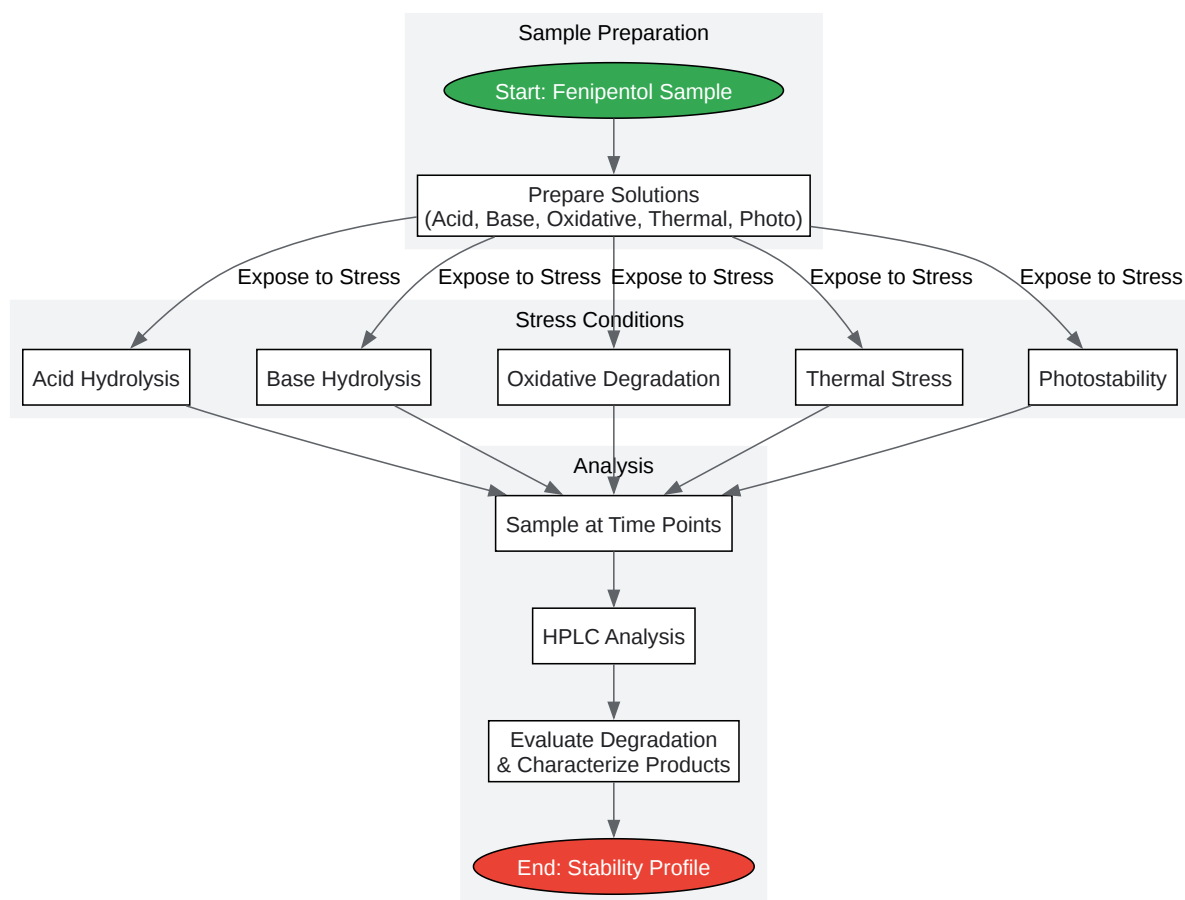 Sample Preparation
Start: Fenipentol Sample
Prepare Solutions
(Acid, Base, Oxidative, Thermal, Photo)
Expose to Stress
Expose to Stress
Expose to Stress
Expose to Stress
Expose to Stress
Stress Conditions
Acid Hydrolysis
Base Hydrolysis
Oxidative Degradation
Thermal Stress
Photostability
Analysis
Sample at Time Points
HPLC Analysis
Evaluate Degradation
& Characterize Products
End: Stability Profile